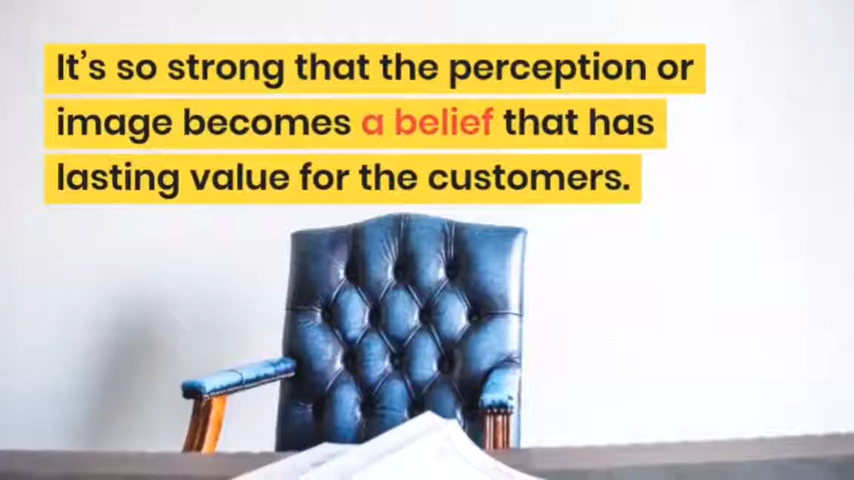 It's so strong that the perception or
image becomes a belief that has
lasting value for the customers.